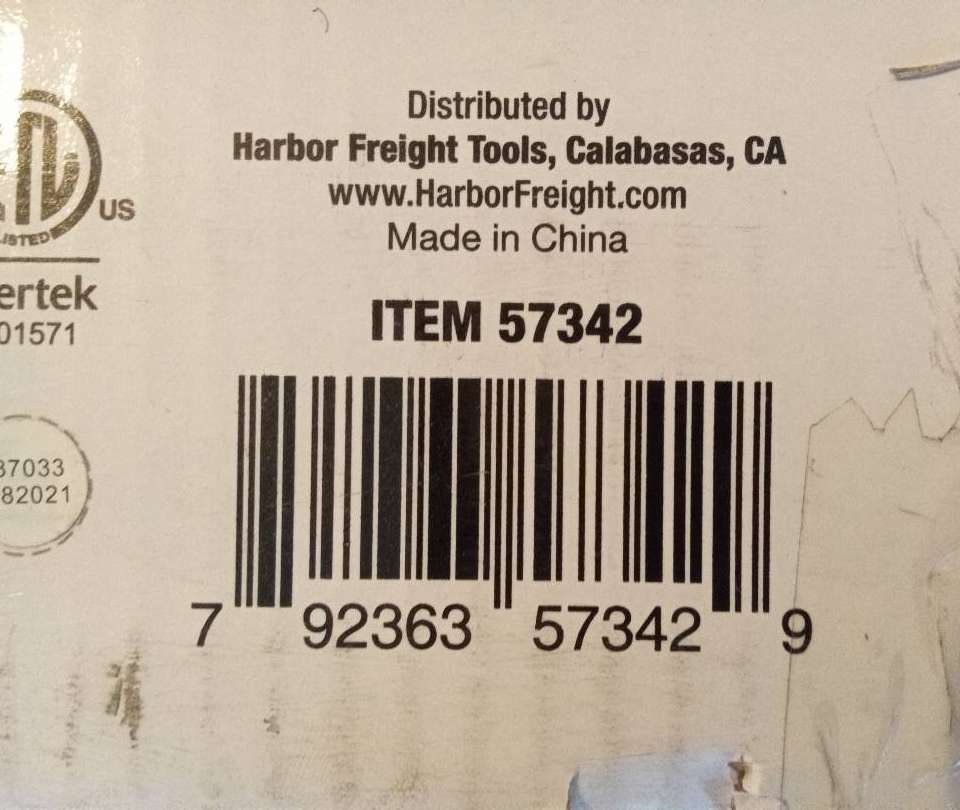 Distributed by
Harbor Freight Tools, Calabasas, CA
www.HarborFreight.com
Made in China
ITEM 57342
7 92363 57342 9
US
LISTED
ertek
01571
37033
82021